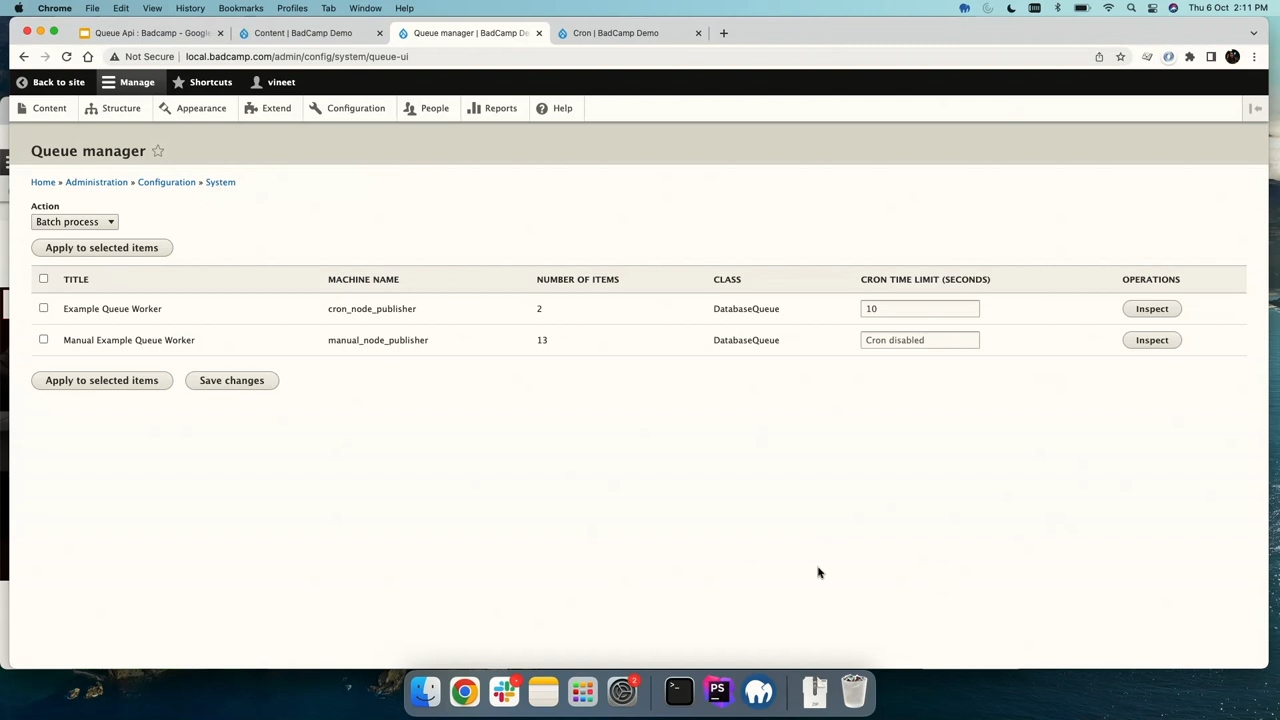 Chrome File Edit View History Bookmarks Profiles Tab Window Help Thu 6 Oct 2:11 PM
Queue Api : Badcamp - Google Content | BadCamp Demo Queue manager | BadCamp De Cron | BadCamp Demo
Not Secure local.badcamp.com/admin/config/system/queue-ui
Back to site Manage Shortcuts vineet
Content Structure Appearance Extend Configuration People Reports Help
Queue manager
Home » Administration » Configuration » System
Action
Batch process
Apply to selected items
TITLE MACHINE NAME NUMBER OF ITEMS CLASS CRON TIME LIMIT (SECONDS) OPERATIONS
Example Queue Worker cron_node_publisher 2 DatabaseQueue 10 Inspect
Manual Example Queue Worker manual_node_publisher 13 DatabaseQueue Cron disabled Inspect
Apply to selected items Save changes
2
PS
ZIP